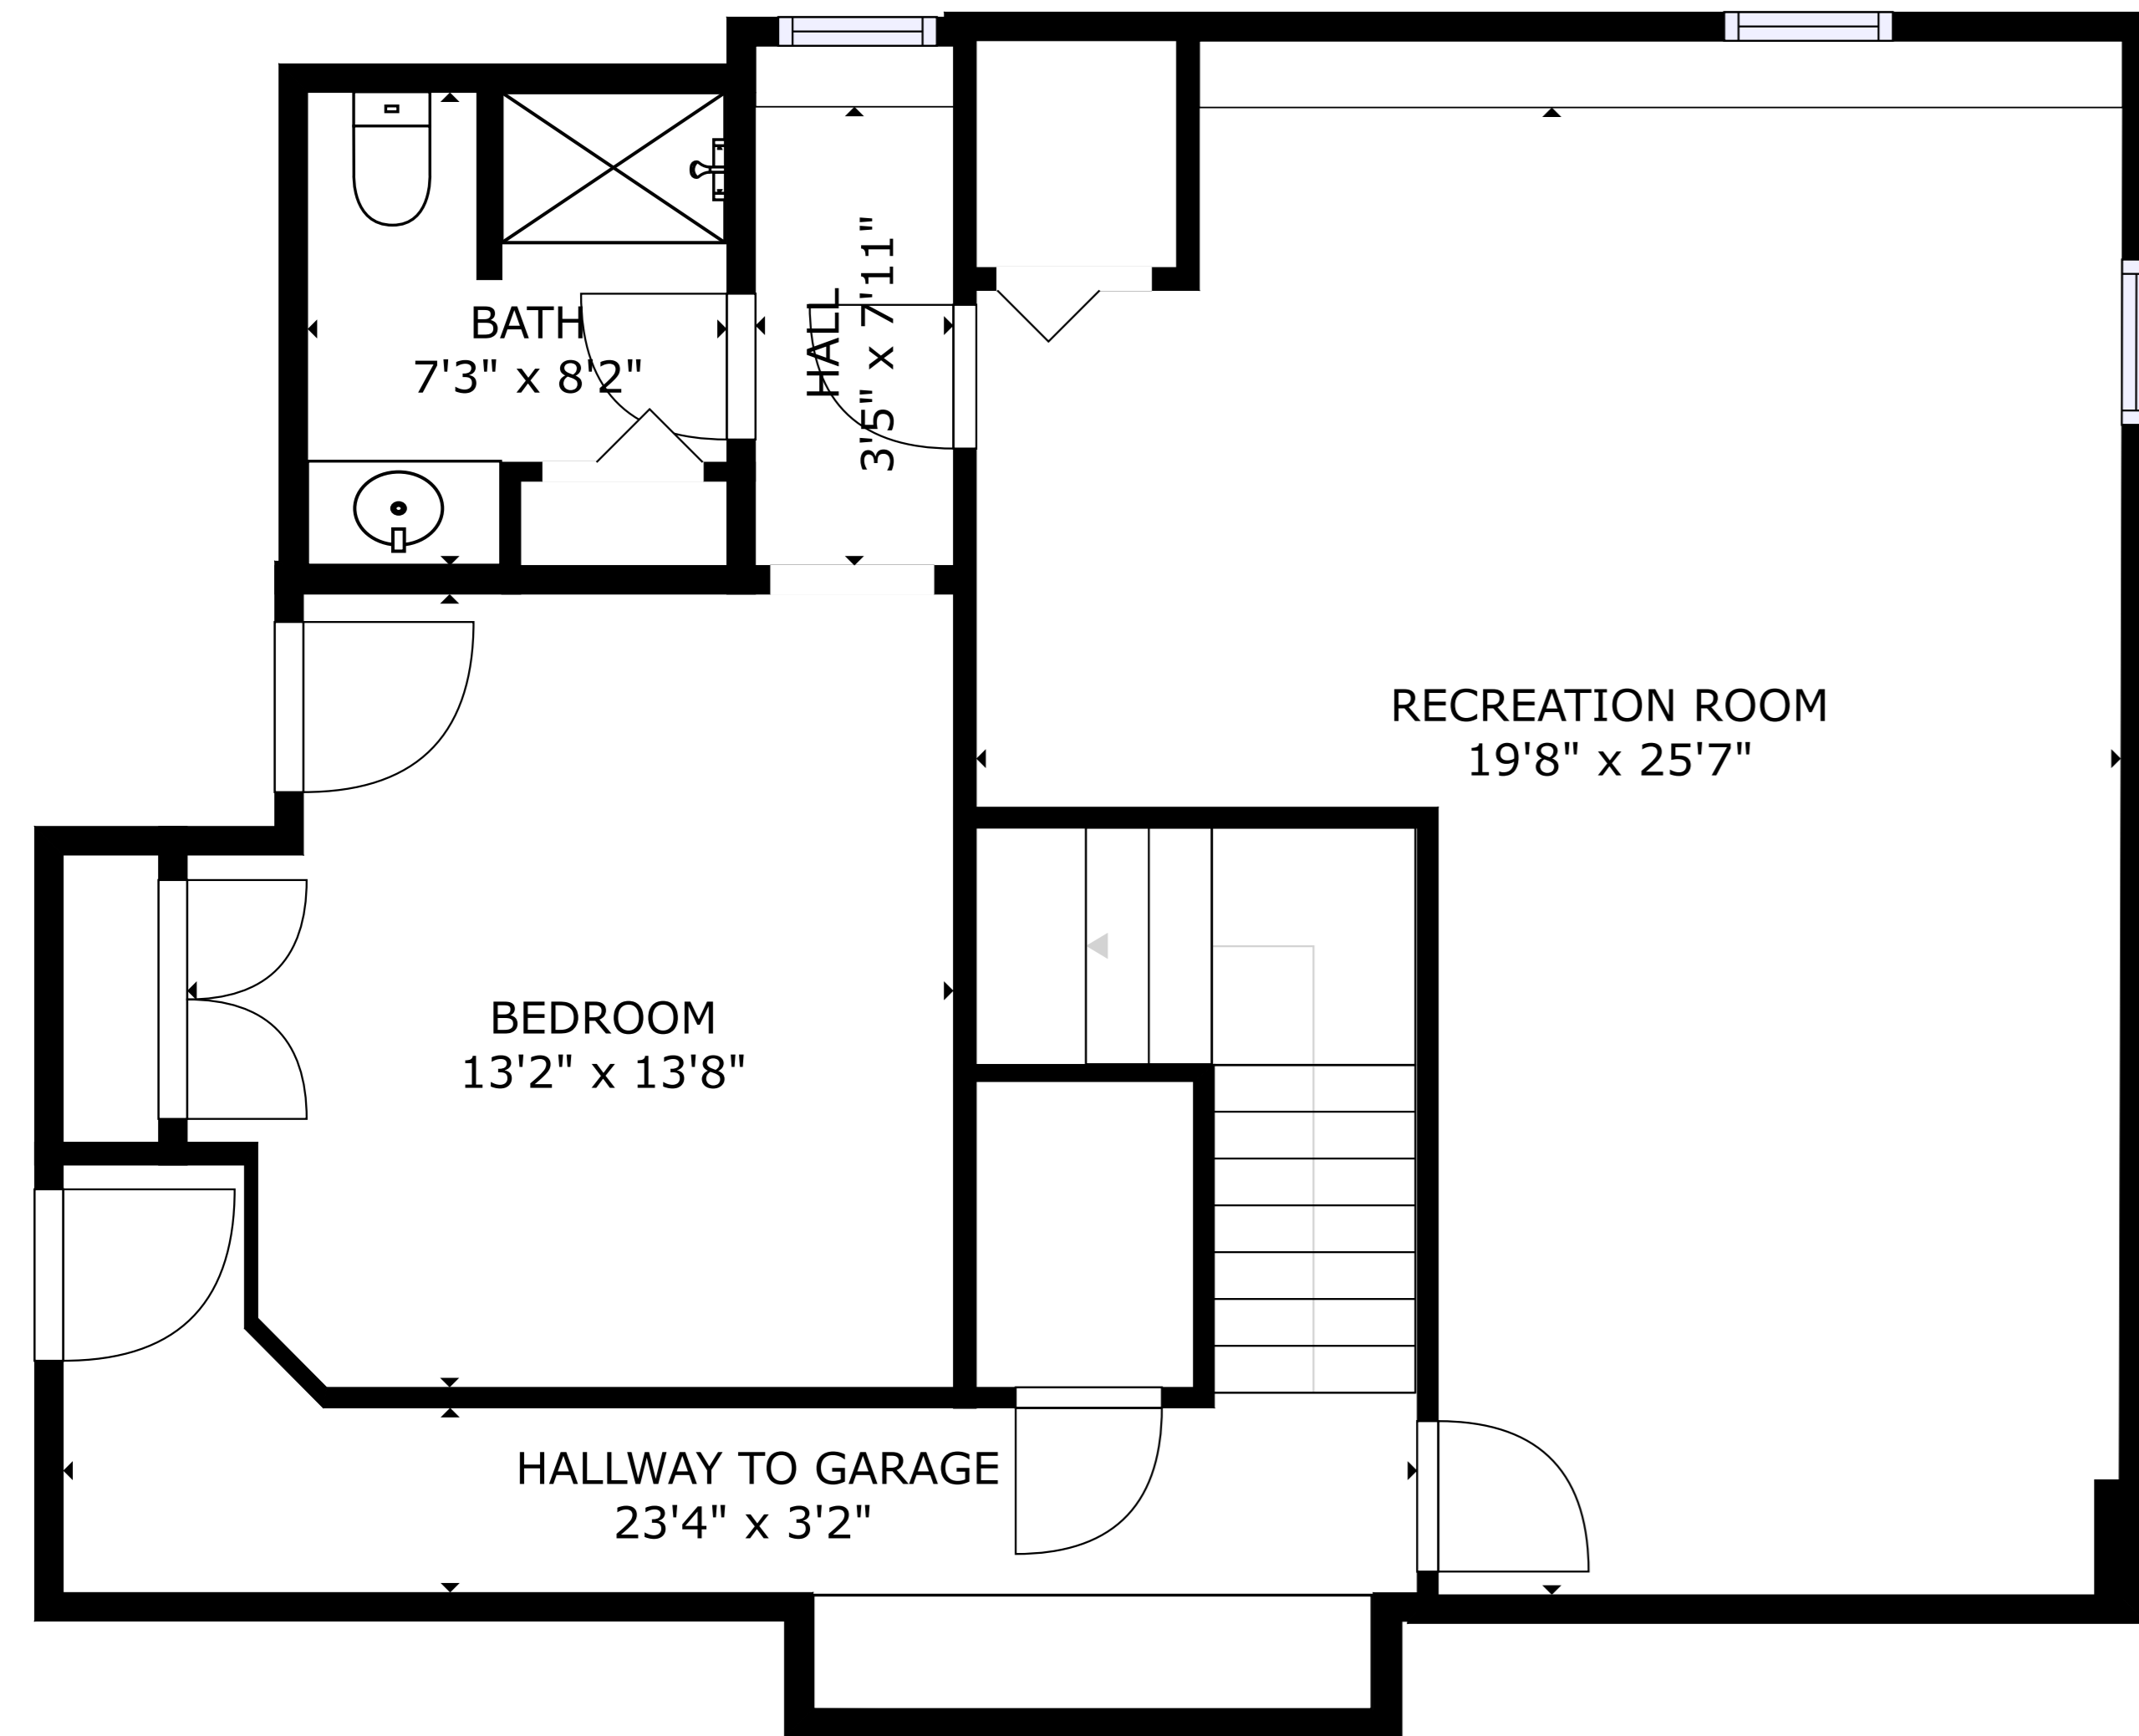 BATH
7'3" x 8'2"
HALL
3'5" x 7'11"
RECREATION ROOM
19'8" x 25'7"
BEDROOM
13'2" x 13'8"
HALLWAY TO GARAGE
23'4" x 3'2"